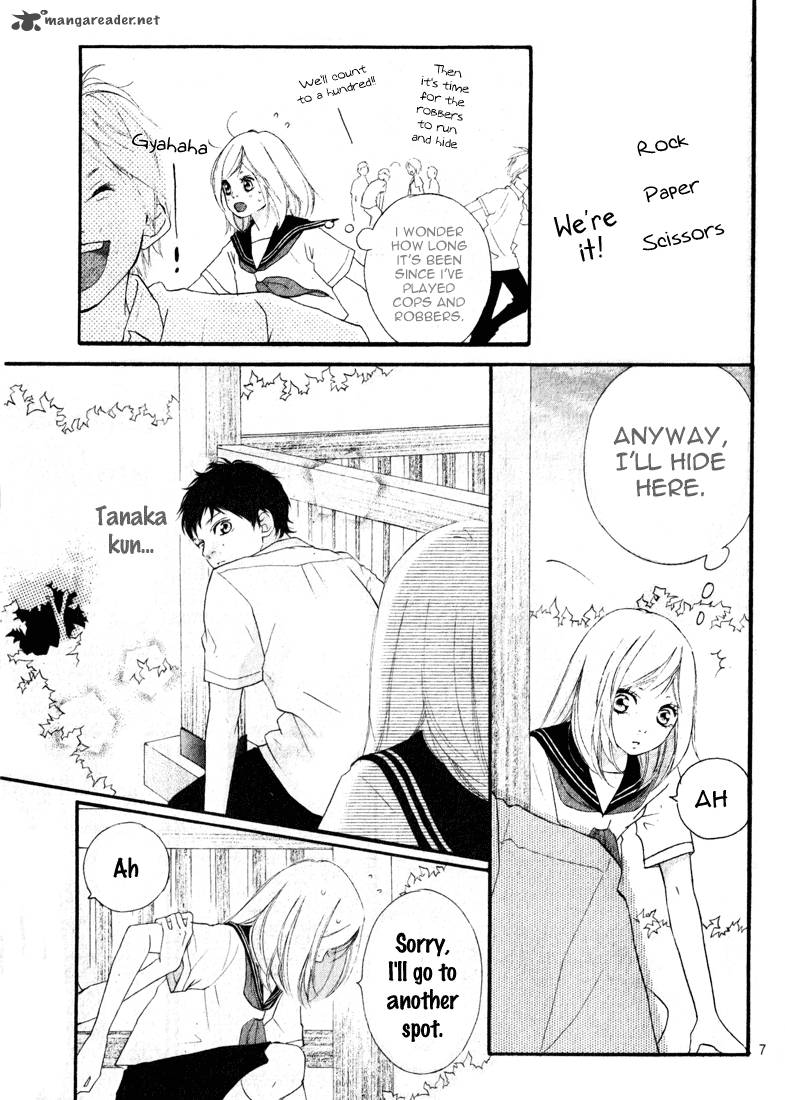 mangareader.net
Rock
Paper
Scissors
We're
it!
Then
it's time
for the
robbers
to run
and hide
We'll count
to a hundred!!
I WONDER
HOW LONG
IT'S BEEN
SINCE I'VE
PLAYED
COPS AND
ROBBERS.
Gyahaha
ANYWAY,
I'LL HIDE
HERE.
AH
Tanaka
kun...
Ah
Sorry,
I'll go to
another
spot.
7